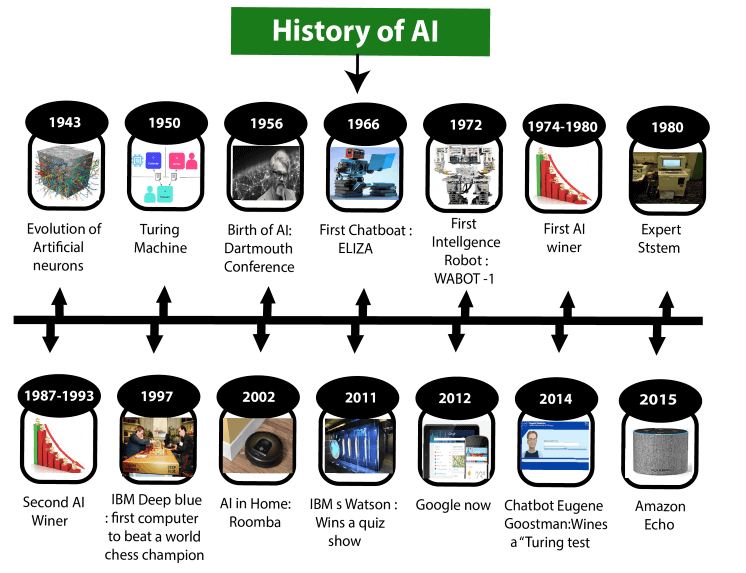 History of AI
1943
1950
1956
1966
1972
1974-1980
1980
Evolution of
Artificial
neurons
Turing
Machine
Birth of AI:
Dartmouth
Conference
First Chatboat :
ELIZA
First
Intellgence
Robot :
WABOT -1
First AI
winer
Expert
Ststem
1987-1993
1997
2002
2011
2012
2014
2015
Second AI
Winer
IBM Deep blue
: first computer
to beat a world
chess champion
AI in Home:
Roomba
IBM s Watson :
Wins a quiz
show
Google now
Chatbot Eugene
Goostman:Wines
a “Turing test
Amazon
Echo